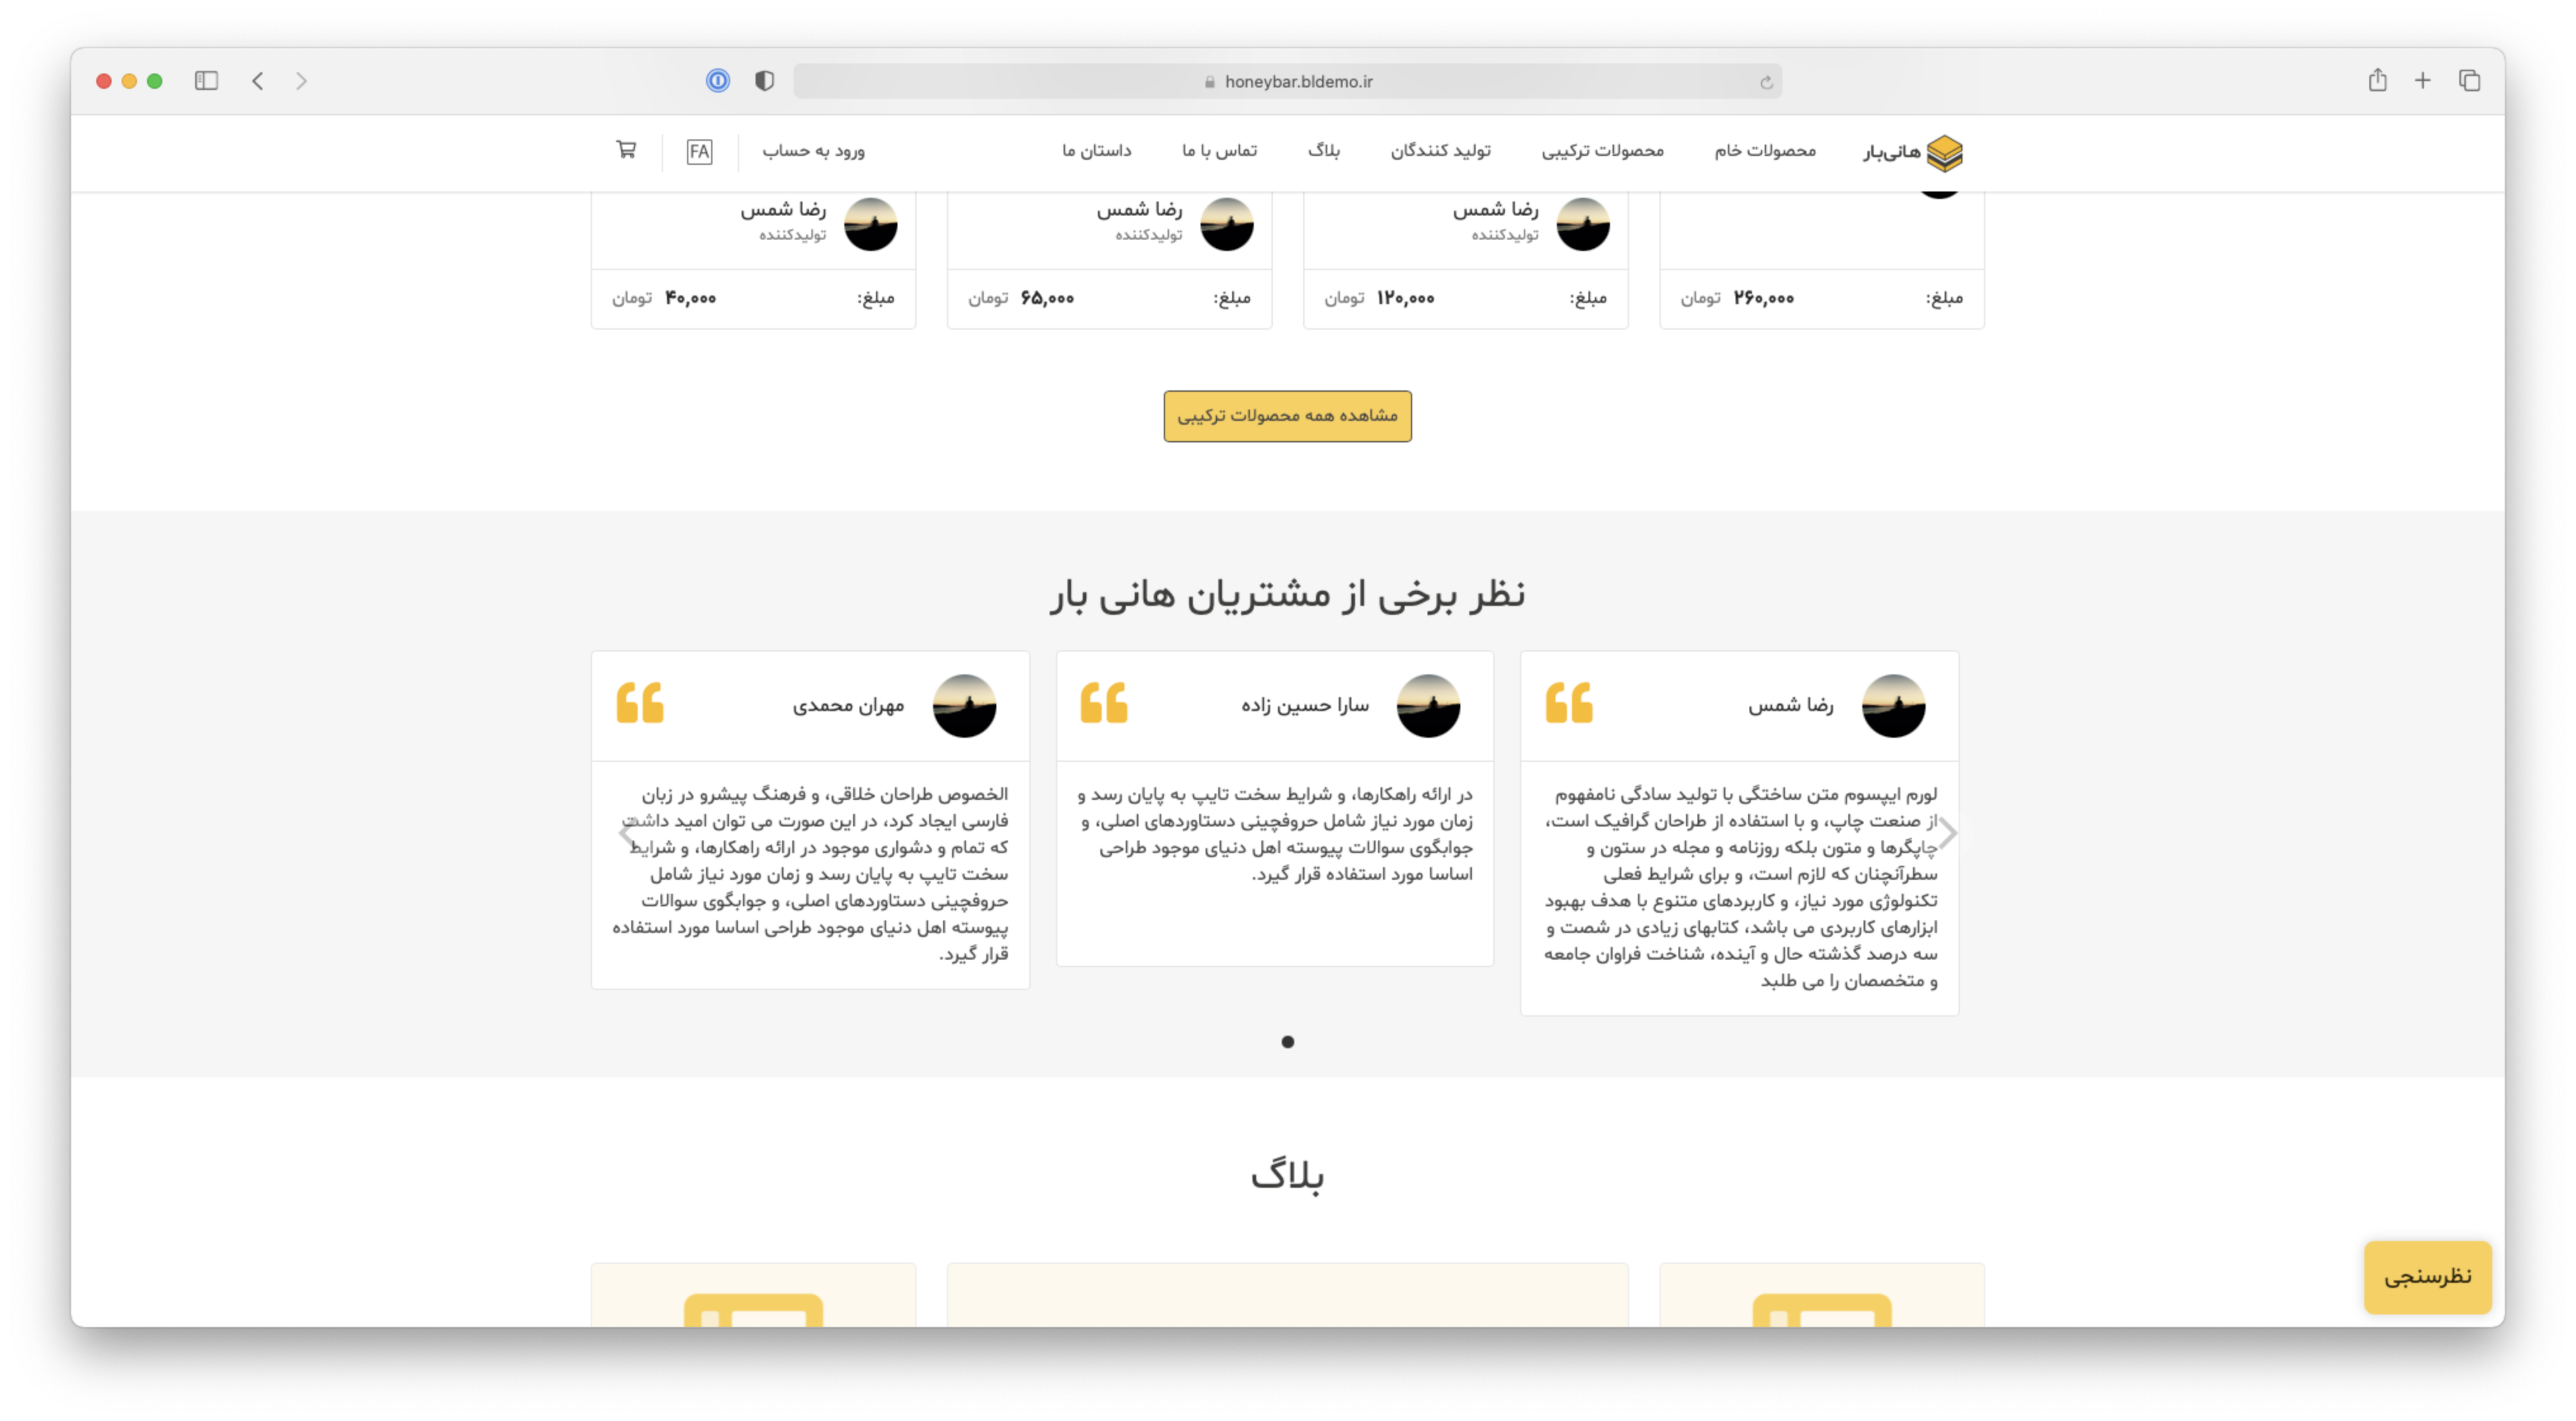 honeybar.bldemo.ir
هانی‌بار
محصولات خام
محصولات ترکیبی
تولید کنندگان
بلاگ
تماس با ما
داستان ما
ورود به حساب
FA
رضا شمس
تولیدکننده
رضا شمس
تولیدکننده
رضا شمس
تولیدکننده
مبلغ: ۲۶۰,۰۰۰ تومان
مبلغ: ۱۲۰,۰۰۰ تومان
مبلغ: ۶۵,۰۰۰ تومان
مبلغ: ۴۰,۰۰۰ تومان
مشاهده همه محصولات ترکیبی
نظر برخی از مشتریان هانی بار
رضا شمس
لورم ایپسوم متن ساختگی با تولید سادگی نامفهوم
از صنعت چاپ، و با استفاده از طراحان گرافیک است،
چاپگرها و متون بلکه روزنامه و مجله در ستون و
سطرآنچنان که لازم است، و برای شرایط فعلی
تکنولوژی مورد نیاز، و کاربردهای متنوع با هدف بهبود
ابزارهای کاربردی می باشد، کتابهای زیادی در شصت و
سه درصد گذشته حال و آینده، شناخت فراوان جامعه
و متخصصان را می طلبد
سارا حسین زاده
در ارائه راهکارها، و شرایط سخت تایپ به پایان رسد و
زمان مورد نیاز شامل حروفچینی دستاوردهای اصلی، و
جوابگوی سوالات پیوسته اهل دنیای موجود طراحی
اساسا مورد استفاده قرار گیرد.
مهران محمدی
الخصوص طراحان خلاقی، و فرهنگ پیشرو در زبان
فارسی ایجاد کرد، در این صورت می توان امید داشت
که تمام و دشواری موجود در ارائه راهکارها، و شرایط
سخت تایپ به پایان رسد و زمان مورد نیاز شامل
حروفچینی دستاوردهای اصلی، و جوابگوی سوالات
پیوسته اهل دنیای موجود طراحی اساسا مورد استفاده
قرار گیرد.
بلاگ
نظرسنجی